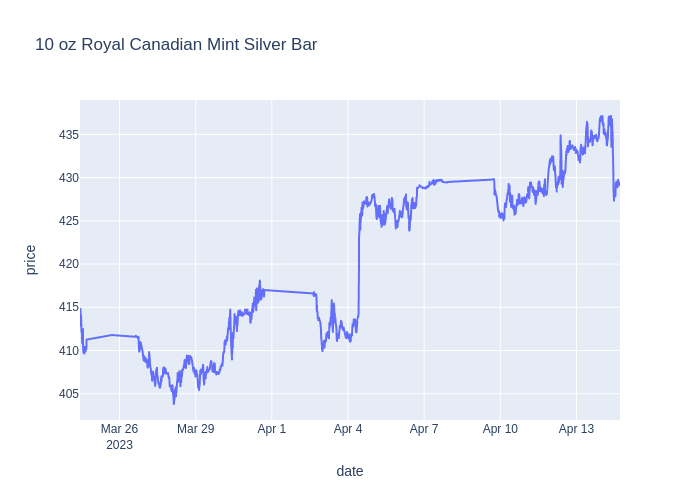 10 oz Royal Canadian Mint Silver Bar
price
435
430
425
420
415
410
405
Mar 26
2023
Mar 29
Apr 1
Apr 4
Apr 7
Apr 10
Apr 13
date